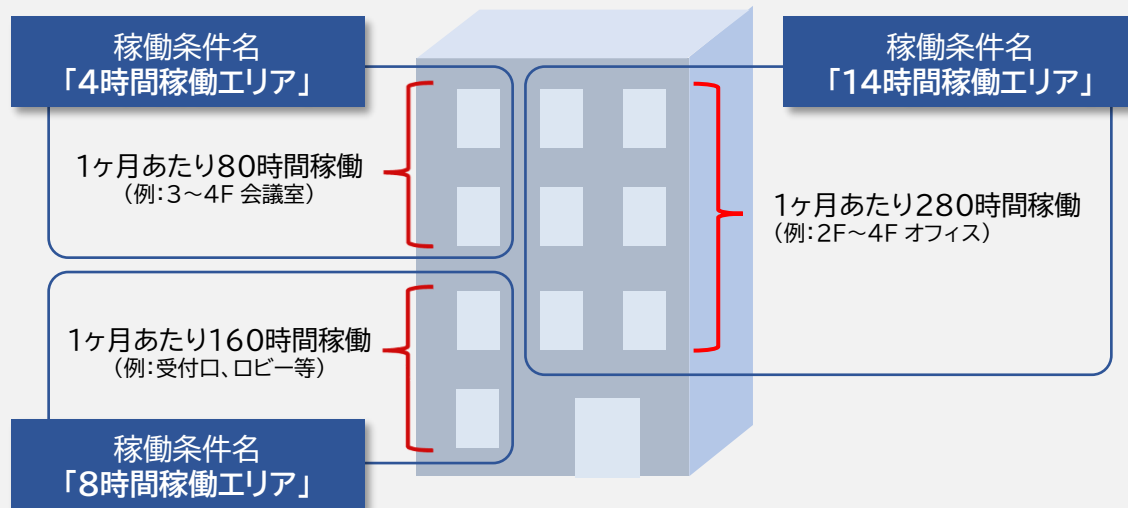 稼働条件名
「4時間稼働エリア」
1ヶ月あたり80時間稼働
（例：3～4F 会議室）
稼働条件名
「14時間稼働エリア」
1ヶ月あたり280時間稼働
（例：2F～4F オフィス）
1ヶ月あたり160時間稼働
（例：受付口、ロビー等）
稼働条件名
「8時間稼働エリア」